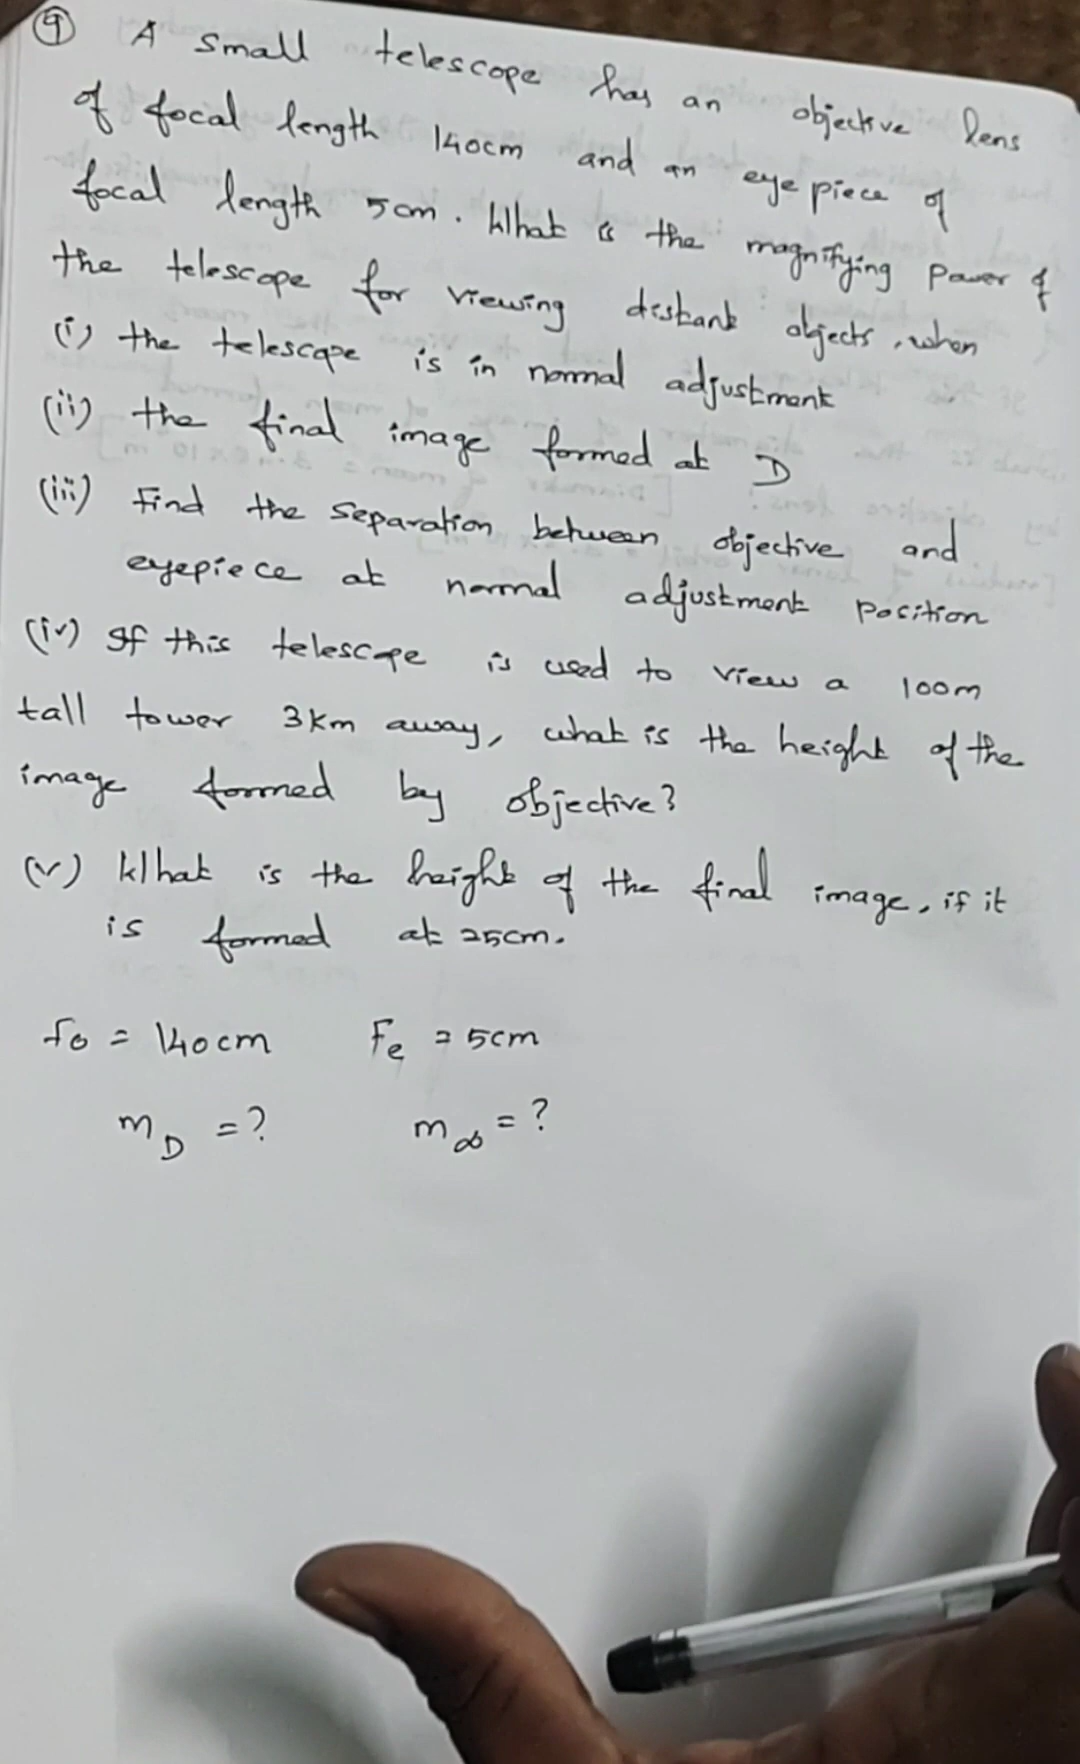 9 A small telescope has an objective lens
of focal length 140cm and an eye piece of
focal length 5cm. What is the magnifying power of
the telescope for viewing distant objects, when
(i) the telescope is in normal adjustment
(ii) the final image formed at D
(iii) Find the separation between objective and
eyepiece at normal adjustment position
(iv) If this telescope is used to view a 100m
tall tower 3km away, what is the height of the
image formed by objective?
(v) What is the height of the final image, if it
is formed at 25cm.
fo = 140cm Fe = 5cm
m_D = ? m_∞ = ?